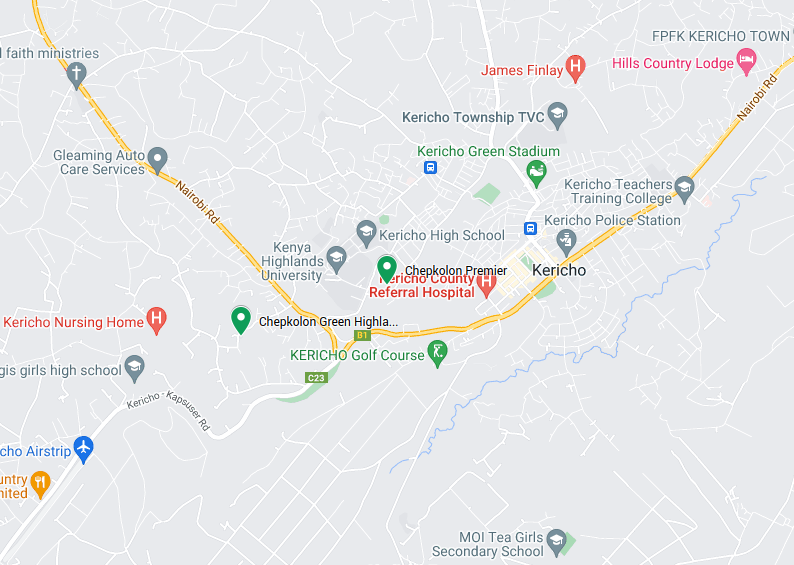 FPFK KERICHO TOWN
l faith ministries
James Finlay
Hills Country Lodge
Nairobi Rd
Kericho Township TVC
Gleaming Auto
Care Services
Kericho Green Stadium
Nairobi Rd
Kericho Teachers
Training College
Kericho Police Station
Kericho High School
Kenya
Highlands
University
Chepkolon Premier
Kericho
Kericho County
Referral Hospital
Kericho Nursing Home
Chepkolon Green Highla...
B1
KERICHO Golf Course
gis girls high school
C23
Kericho - Kapsuser Rd
cho Airstrip
untry
nited
MOI Tea Girls
Secondary School